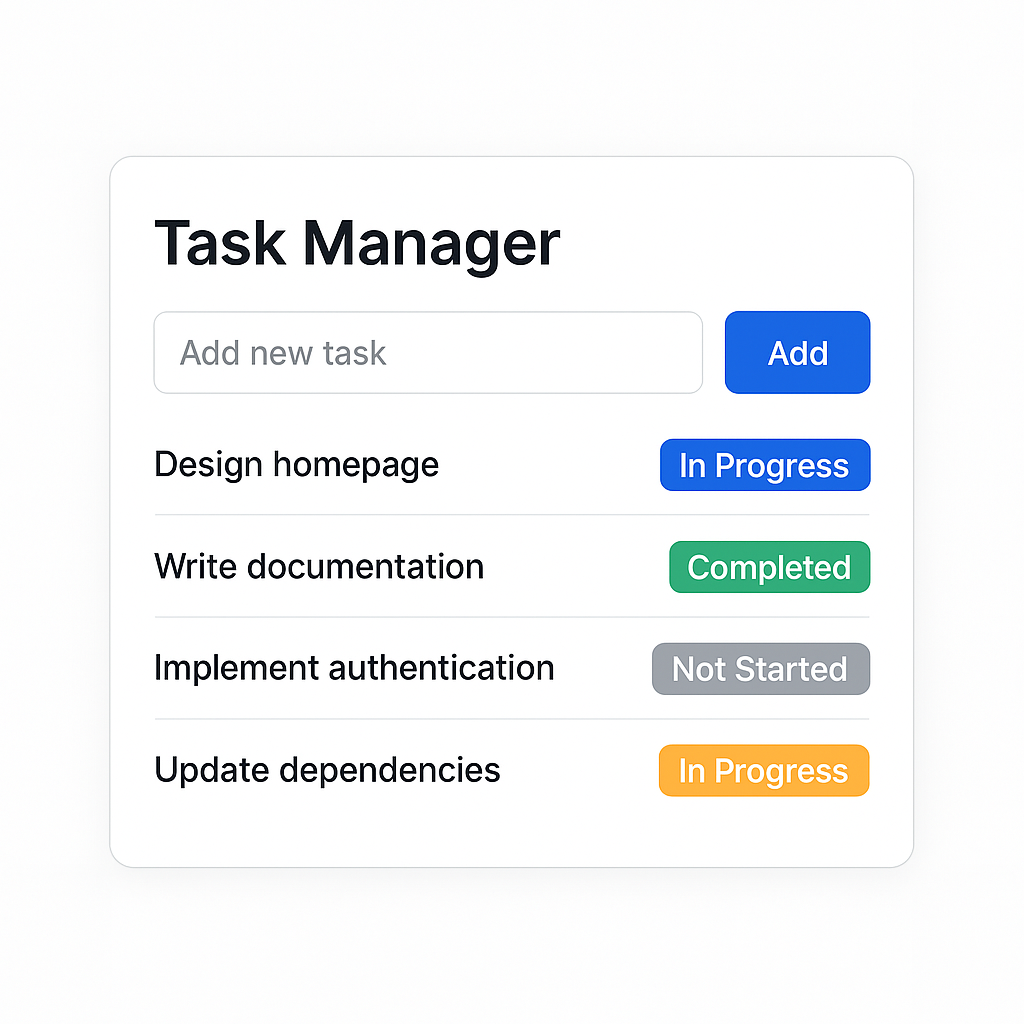 Task Manager
Add new task
Add
Design homepage
In Progress
Write documentation
Completed
Implement authentication
Not Started
Update dependencies
In Progress